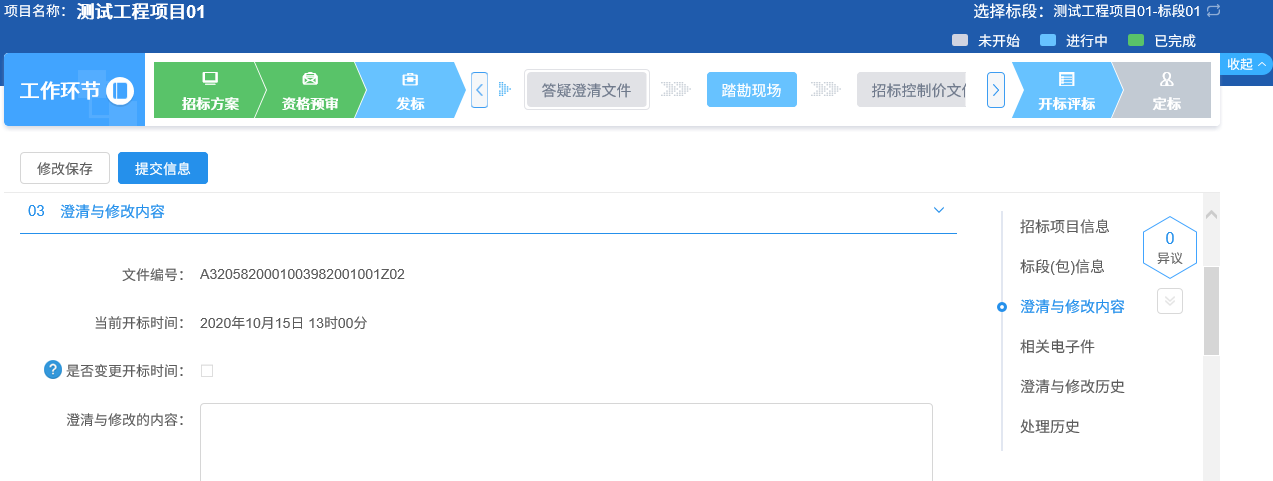 项目名称： 测试工程项目01
选择标段： 测试工程项目01-标段01
未开始 进行中 已完成
收起
工作环节
招标方案 资格预审 发标
答疑澄清文件 踏勘现场 招标控制价文
开标评标 定标
修改保存 提交信息
03 澄清与修改内容
文件编号： A3205820001003982001001Z02
当前开标时间： 2020年10月15日 13时00分
? 是否变更开标时间：
澄清与修改的内容：
招标项目信息
标段(包)信息
澄清与修改内容
相关电子件
澄清与修改历史
处理历史
0
异议